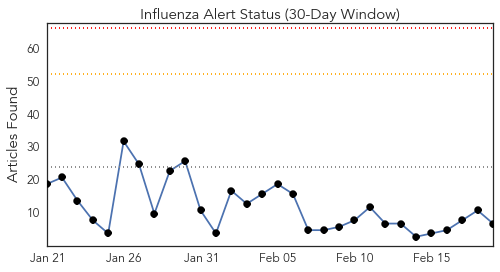 Influenza Alert Status (30-Day Window)
Articles Found
60
50
40
30
20
10
Jan 21 Jan 26 Jan 31 Feb 05 Feb 10 Feb 15